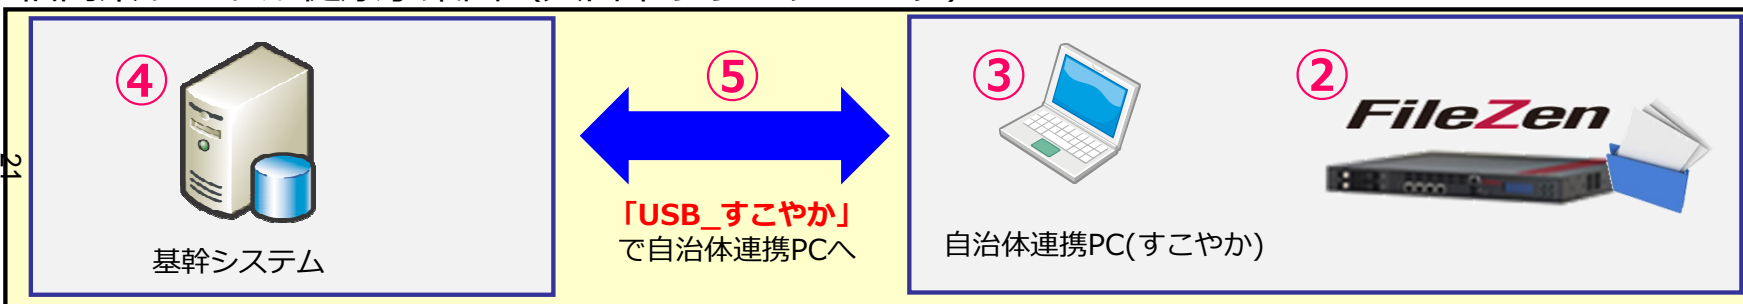 ④
⑤
③
②
FileZen
「USB_すこやか」
で自治体連携PCへ
基幹システム
自治体連携PC(すこやか)
21